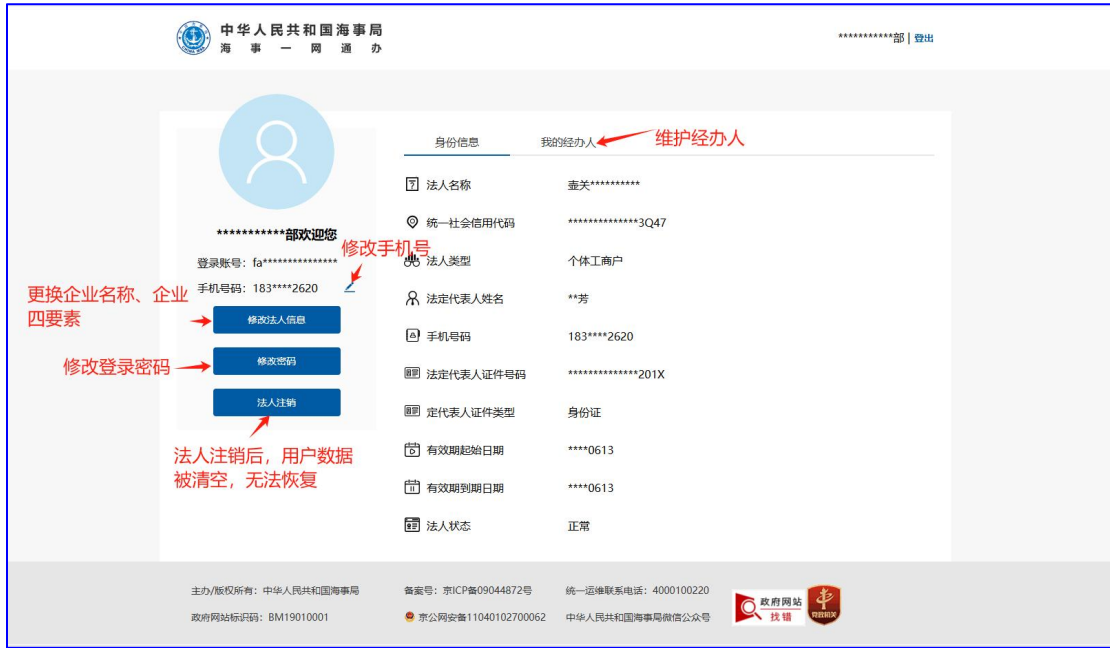 中华人民共和国海事局
海事一网通办
***********部 | 登出
身份信息
我的经办人
维护经办人
***********部欢迎您
登录账号：fa***************
修改手机号
手机号码：183****2620
更换企业名称、企业
四要素
修改法人信息
修改登录密码
修改密码
法人注销
法人注销后，用户数据
被清空，无法恢复
法人名称 壶关**********
统一社会信用代码 **************3Q47
法人类型 个体工商户
法定代表人姓名 **芳
手机号码 183****2620
法定代表人证件号码 **************201X
定代表人证件类型 身份证
有效期起始日期 ****0613
有效期到期日期 ****0613
法人状态 正常
主办/版权所有：中华人民共和国海事局 备案号：京ICP备09044872号 统一运维联系电话：4000100220
政府网站标识码：BM19010001 京公网安备11040102700062 中华人民共和国海事局微信公众号
政府网站
找错
党政机关